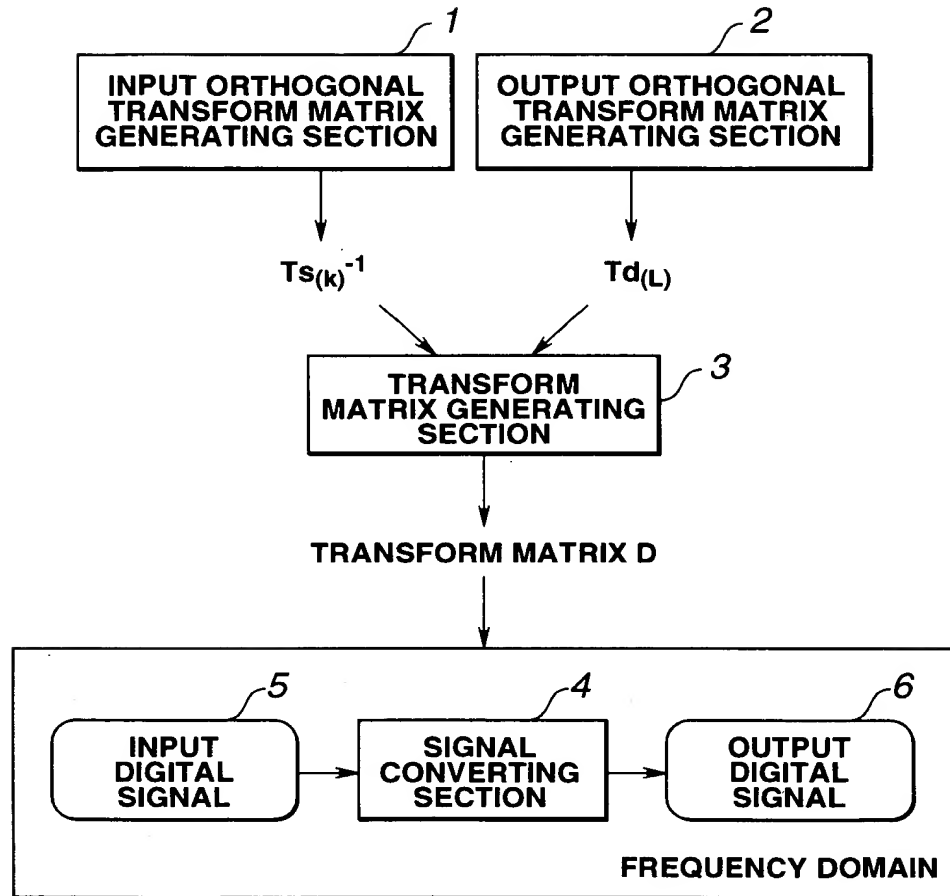 1
2
INPUT ORTHOGONAL
TRANSFORM MATRIX
GENERATING SECTION
OUTPUT ORTHOGONAL
TRANSFORM MATRIX
GENERATING SECTION
Ts(k)-1
Td(L)
3
TRANSFORM
MATRIX GENERATING
SECTION
TRANSFORM MATRIX D
5
4
6
INPUT
DIGITAL
SIGNAL
SIGNAL
CONVERTING
SECTION
OUTPUT
DIGITAL
SIGNAL
FREQUENCY DOMAIN